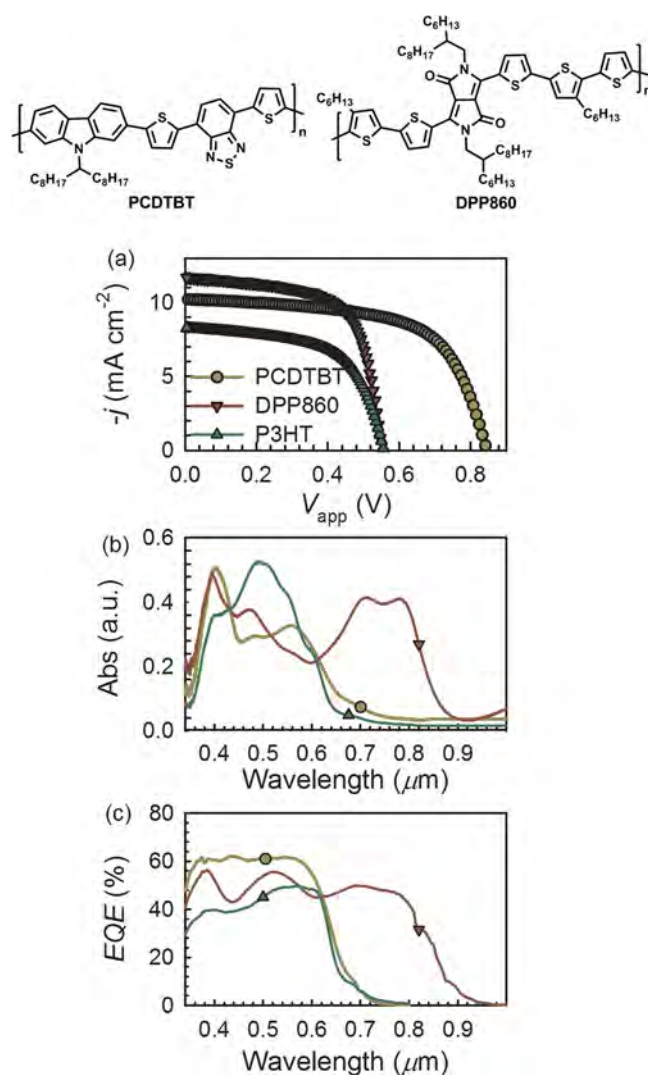 C₆H₁₃
C₈H₁₇
C₆H₁₃
N
O
S
S
S
n
S
S
O
N
C₆H₁₃
C₈H₁₇
C₆H₁₃
S
S
n
N
N
S
N
C₈H₁₇
C₈H₁₇
PCDTBT
DPP860
(a)
10
5
0
-j (mA cm⁻²)
PCDTBT
DPP860
P3HT
0.0 0.2 0.4 0.6 0.8
V_app (V)
(b)
0.6
0.4
0.2
0.0
Abs (a.u.)
0.4 0.5 0.6 0.7 0.8 0.9
Wavelength (μm)
(c)
80
60
40
20
0
EQE (%)
0.4 0.5 0.6 0.7 0.8 0.9
Wavelength (μm)